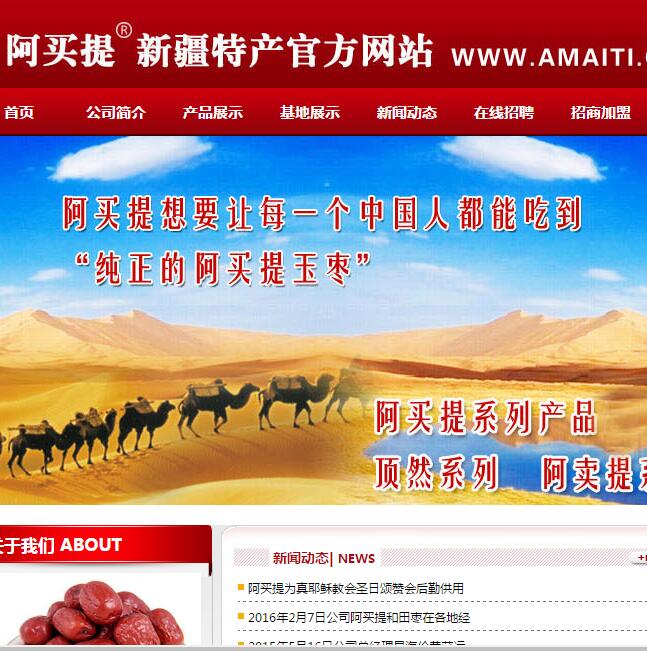 阿买提®新疆特产官方网站 WWW.AMAITI.
首页 公司简介 产品展示 基地展示 新闻动态 在线招聘 招商加盟
阿买提想要让每一个中国人都能吃到
“纯正的阿买提玉枣”
阿买提系列产品
顶然系列 阿卖提系
关于我们 ABOUT
新闻动态| NEWS
阿买提为真耶稣教会圣日颂赞会后勤供用
2016年2月7日公司阿买提和田枣在各地经